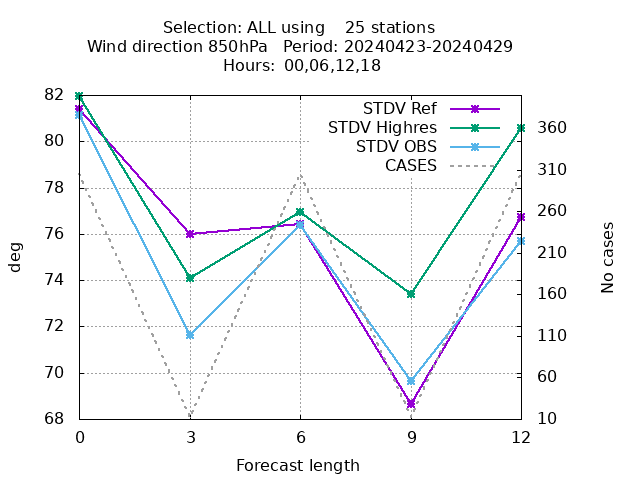 Selection: ALL using    25 stations
Wind direction 850hPa   Period: 20240423-20240429
Hours:  00,06,12,18
STDV Ref
STDV Highres
STDV OBS
CASES
82
80
78
76
74
72
70
68
deg
360
310
260
210
160
110
60
10
No cases
0
3
6
9
12
Forecast length